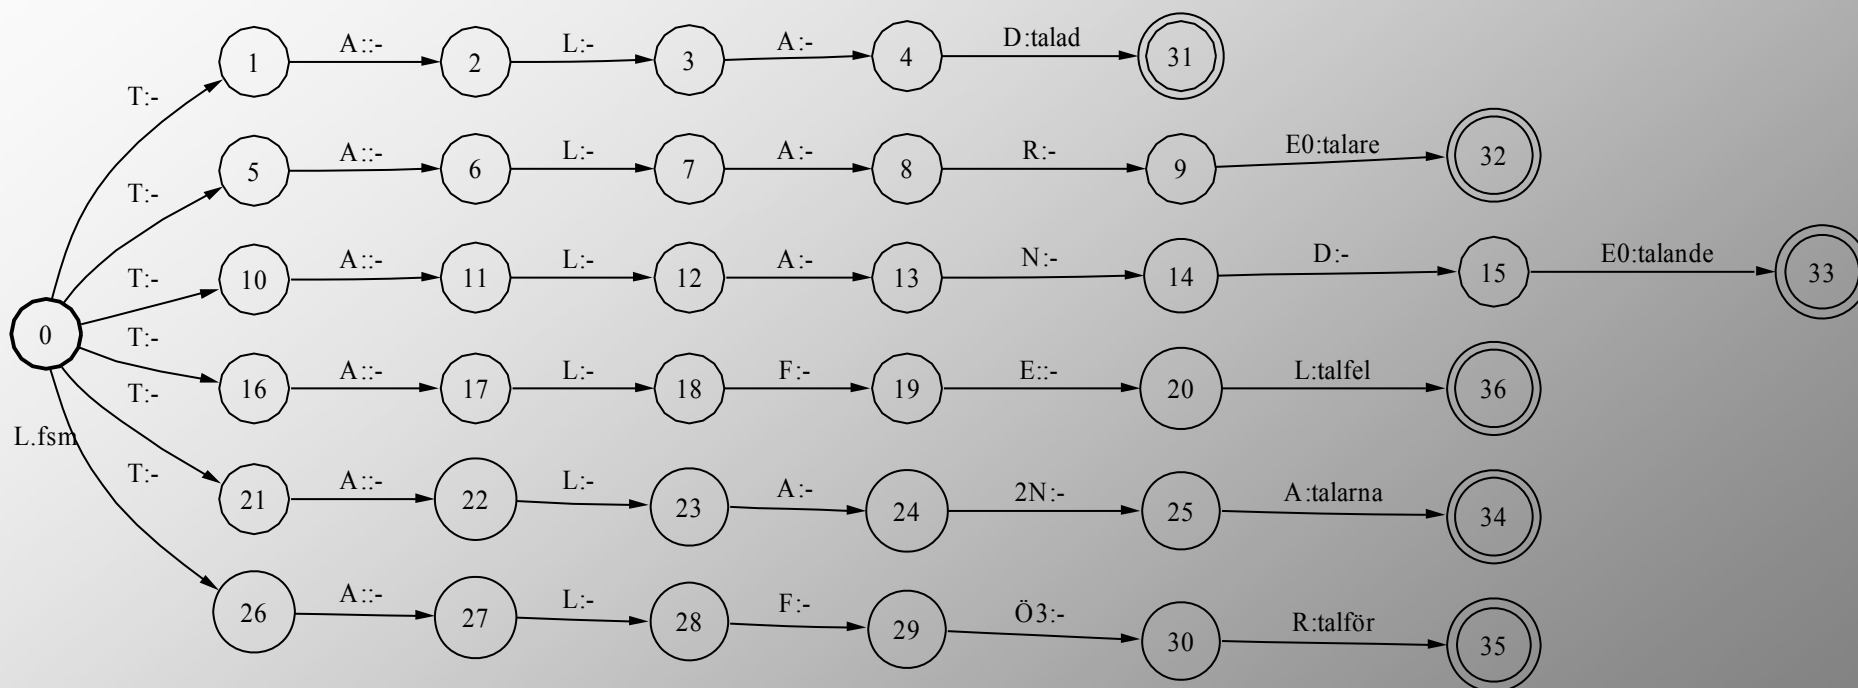 1 A::- 2 L:- 3 A:- 4 D:talad 31
T:-
5 A::- 6 L:- 7 A:- 8 R:- 9 E0:talare 32
T:-
10 A::- 11 L:- 12 A:- 13 N:- 14 D:- 15 E0:talande 33
T:-
0
T:-
16 A::- 17 L:- 18 F:- 19 E::- 20 L:talfel 36
T:-
L.fsm
21 A::- 22 L:- 23 A:- 24 2N:- 25 A:talarna 34
T:-
26 A::- 27 L:- 28 F:- 29 Ö3:- 30 R:talför 35